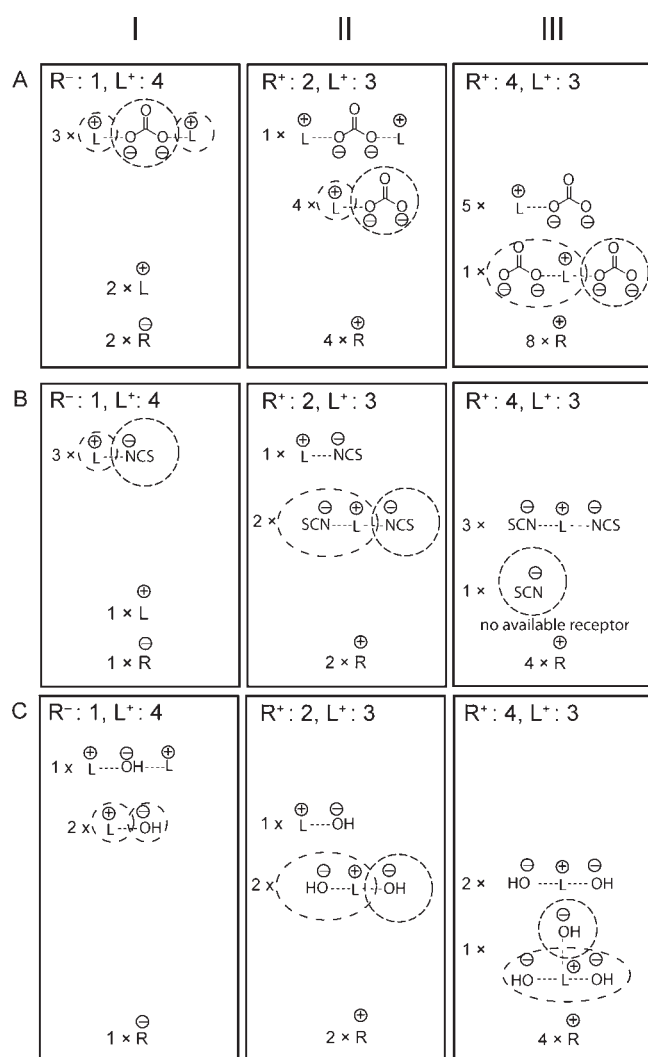 I II III
A
R⁻: 1, L⁺: 4
3 × L ⊕ O O O ⊖ ⊖ L ⊕
2 × L ⊕
2 × R ⊖
R⁺: 2, L⁺: 3
1 × L ⊕ O O O ⊖ ⊖ L ⊕
4 × L ⊕ O O O ⊖ ⊖
4 × R ⊕
R⁺: 4, L⁺: 3
5 × L ⊕ O O O ⊖ ⊖
1 × O O O ⊖ ⊖ L ⊕ O O O ⊖ ⊖
8 × R ⊕
B
R⁻: 1, L⁺: 4
3 × L ⊕ NCS ⊖
1 × L ⊕
1 × R ⊖
R⁺: 2, L⁺: 3
1 × L ⊕ NCS ⊖
2 × SCN ⊖ L ⊕ NCS ⊖
2 × R ⊕
R⁺: 4, L⁺: 3
3 × SCN ⊖ L ⊕ NCS ⊖
1 × SCN ⊖
no available receptor
4 × R ⊕
C
R⁻: 1, L⁺: 4
1 x L ⊕ OH ⊖ L ⊕
2 x L ⊕ OH ⊖
1 × R ⊖
R⁺: 2, L⁺: 3
1 x L ⊕ OH ⊖
2 x HO ⊖ L ⊕ OH ⊖
2 × R ⊕
R⁺: 4, L⁺: 3
2 × HO ⊖ L ⊕ OH ⊖
1 × OH ⊖
HO ⊖ L ⊕ OH ⊖
4 × R ⊕